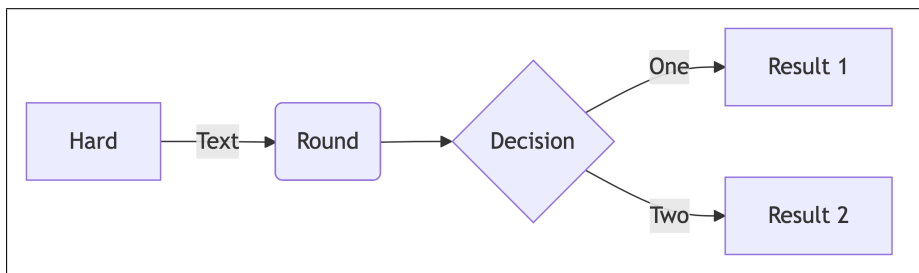 Hard
Text
Round
Decision
One
Result 1
Two
Result 2